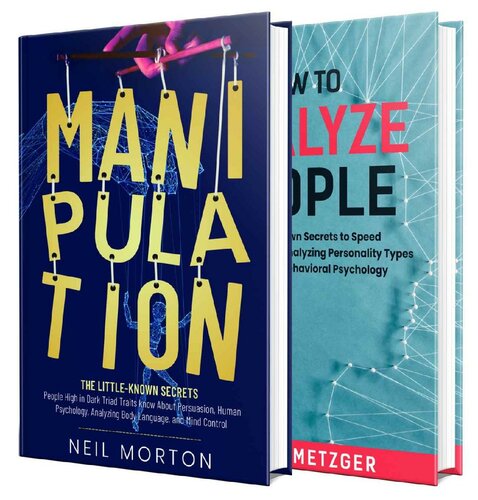 MANI
PULA
TION
THE LITTLE-KNOWN SECRETS
People High in Dark Triad Traits Know About Persuasion, Human
Psychology, Analyzing Body Language, and Mind Control
NEIL MORTON
W TO
LYZE
OPLE
wn Secrets to Speed
nalyzing Personality Types
havioral Psychology
METZGER